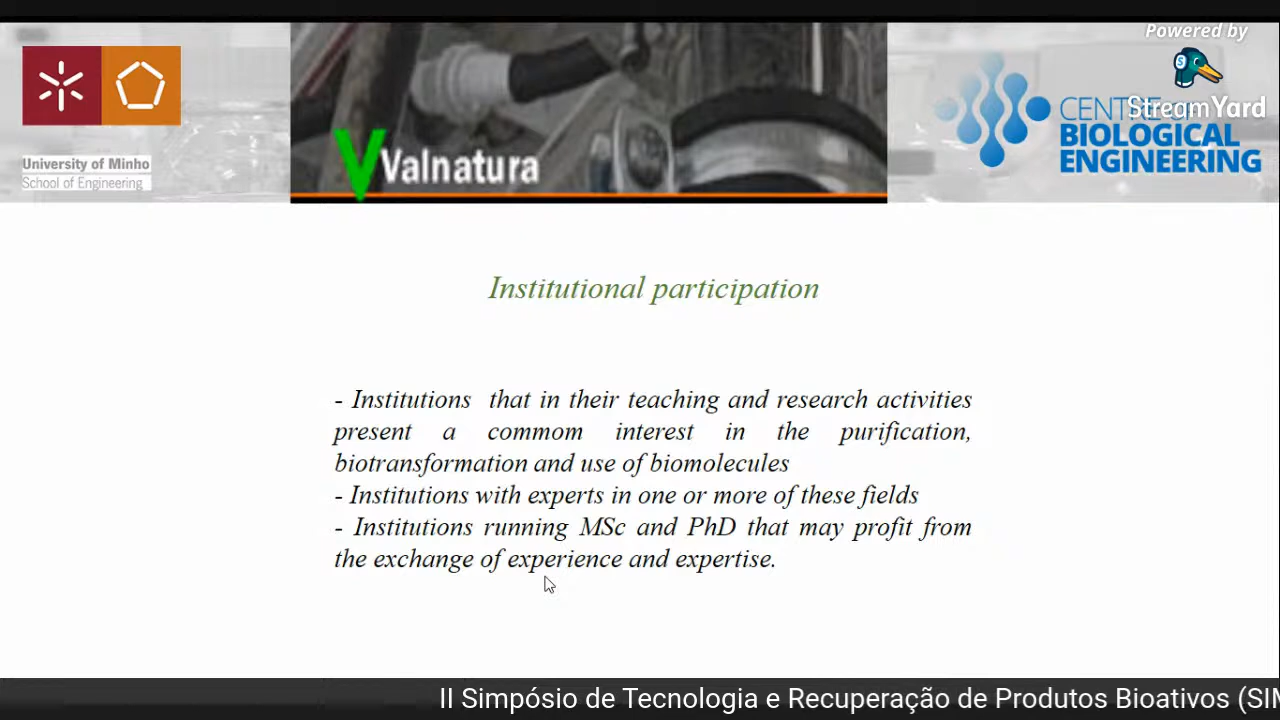 Powered by
StreamYard
University of Minho
School of Engineering
Valnatura
CENTRE OF
BIOLOGICAL
ENGINEERING
Institutional participation
- Institutions that in their teaching and research activities
present a commom interest in the purification,
biotransformation and use of biomolecules
- Institutions with experts in one or more of these fields
- Institutions running MSc and PhD that may profit from
the exchange of experience and expertise.
II Simpósio de Tecnologia e Recuperação de Produtos Bioativos (SIM